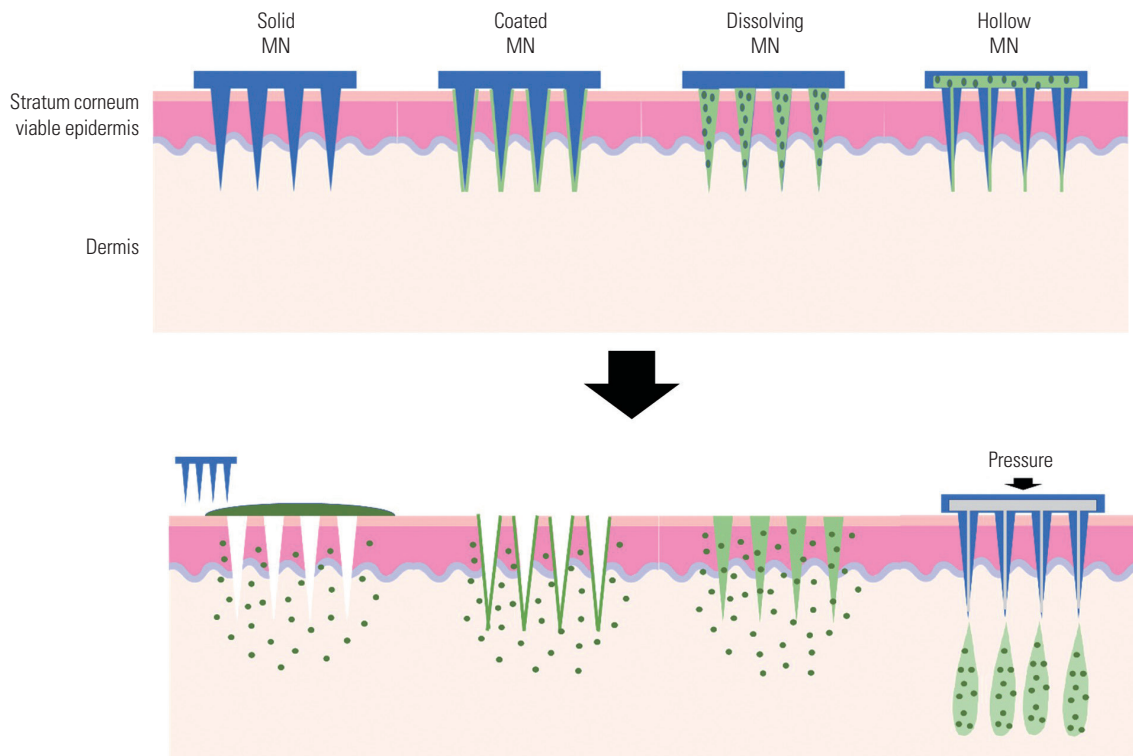 Solid
MN
Coated
MN
Dissolving
MN
Hollow
MN
Stratum corneum
viable epidermis
Dermis
Pressure